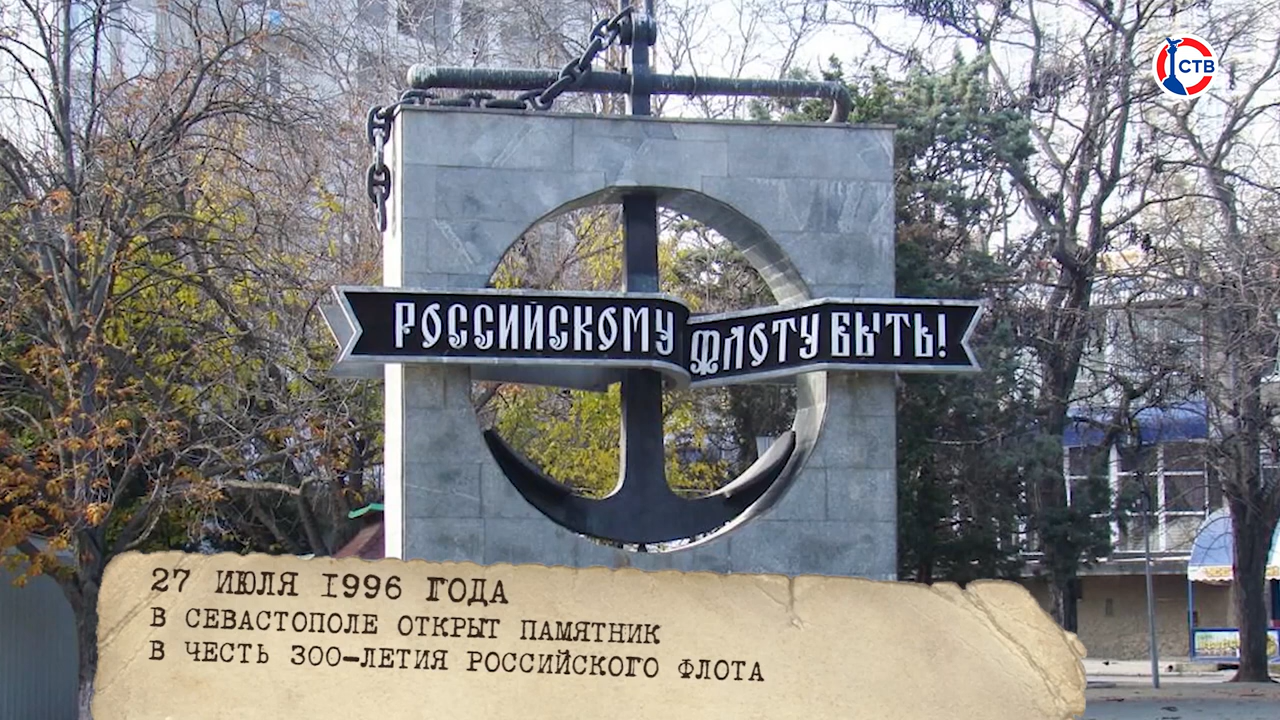 СТВ
РОССИЙСКОМУ ФЛОТУ БЫТЬ!
27 ИЮЛЯ 1996 ГОДА
В СЕВАСТОПОЛЕ ОТКРЫТ ПАМЯТНИК
В ЧЕСТЬ 300-ЛЕТИЯ РОССИЙСКОГО ФЛОТА